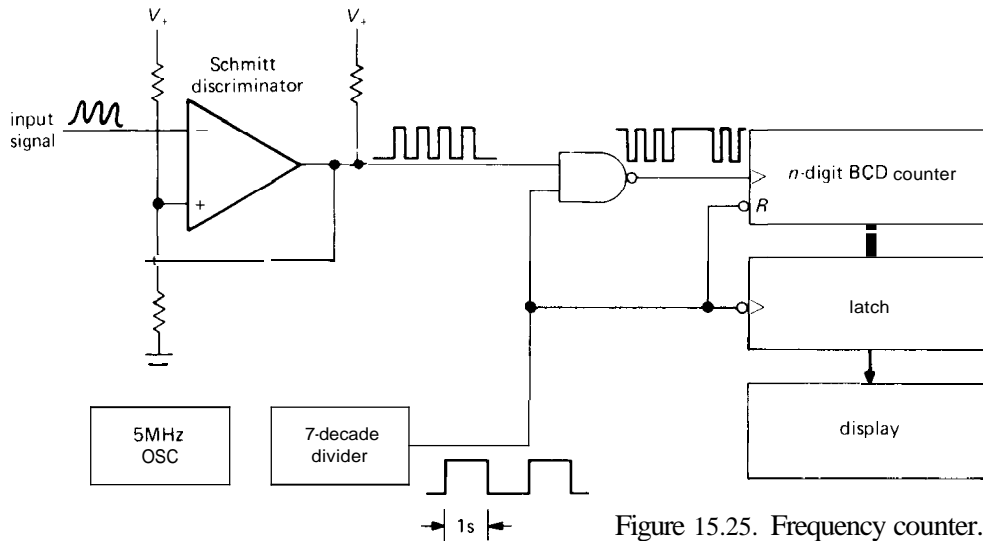 V+
V+
Schmitt
discriminator
input
signal
−
+
n-digit BCD counter
R
latch
display
5MHz
OSC
7-decade
divider
1s
Figure 15.25. Frequency counter.